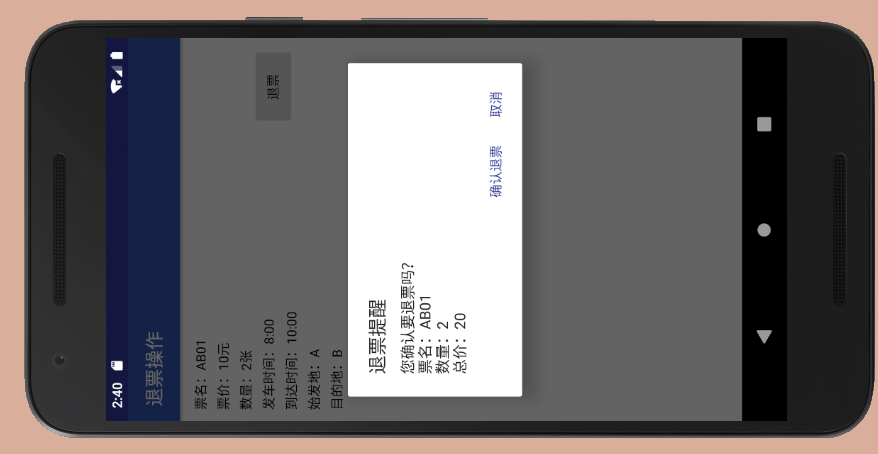 2:40
退票操作
票名：AB01
票价：10元
数量：2张
发车时间：8:00
到达时间：10:00
始发地：A
目的地：B
退票
退票提醒
您确认要退票吗?
票名：AB01
数量：2
总价：20
确认退票 取消